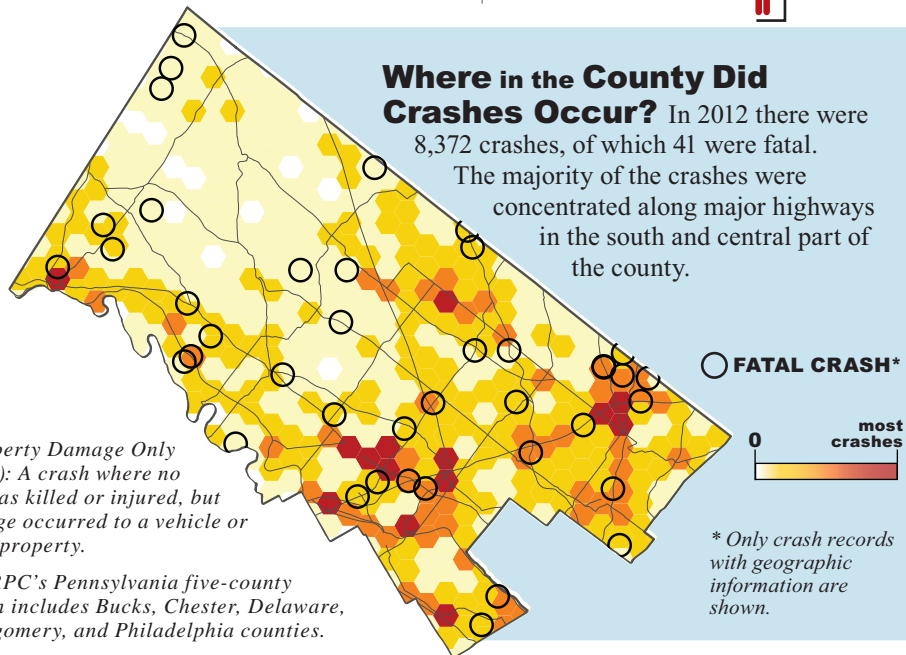 Where in the County Did
Crashes Occur? In 2012 there were
8,372 crashes, of which 41 were fatal.
The majority of the crashes were
concentrated along major highways
in the south and central part of
the county.
FATAL CRASH*
0
most
crashes
* Only crash records
with geographic
information are
shown.
erty Damage Only
): A crash where no
as killed or injured, but
ge occurred to a vehicle or
property.
RPC's Pennsylvania five-county
n includes Bucks, Chester, Delaware,
gomery, and Philadelphia counties.